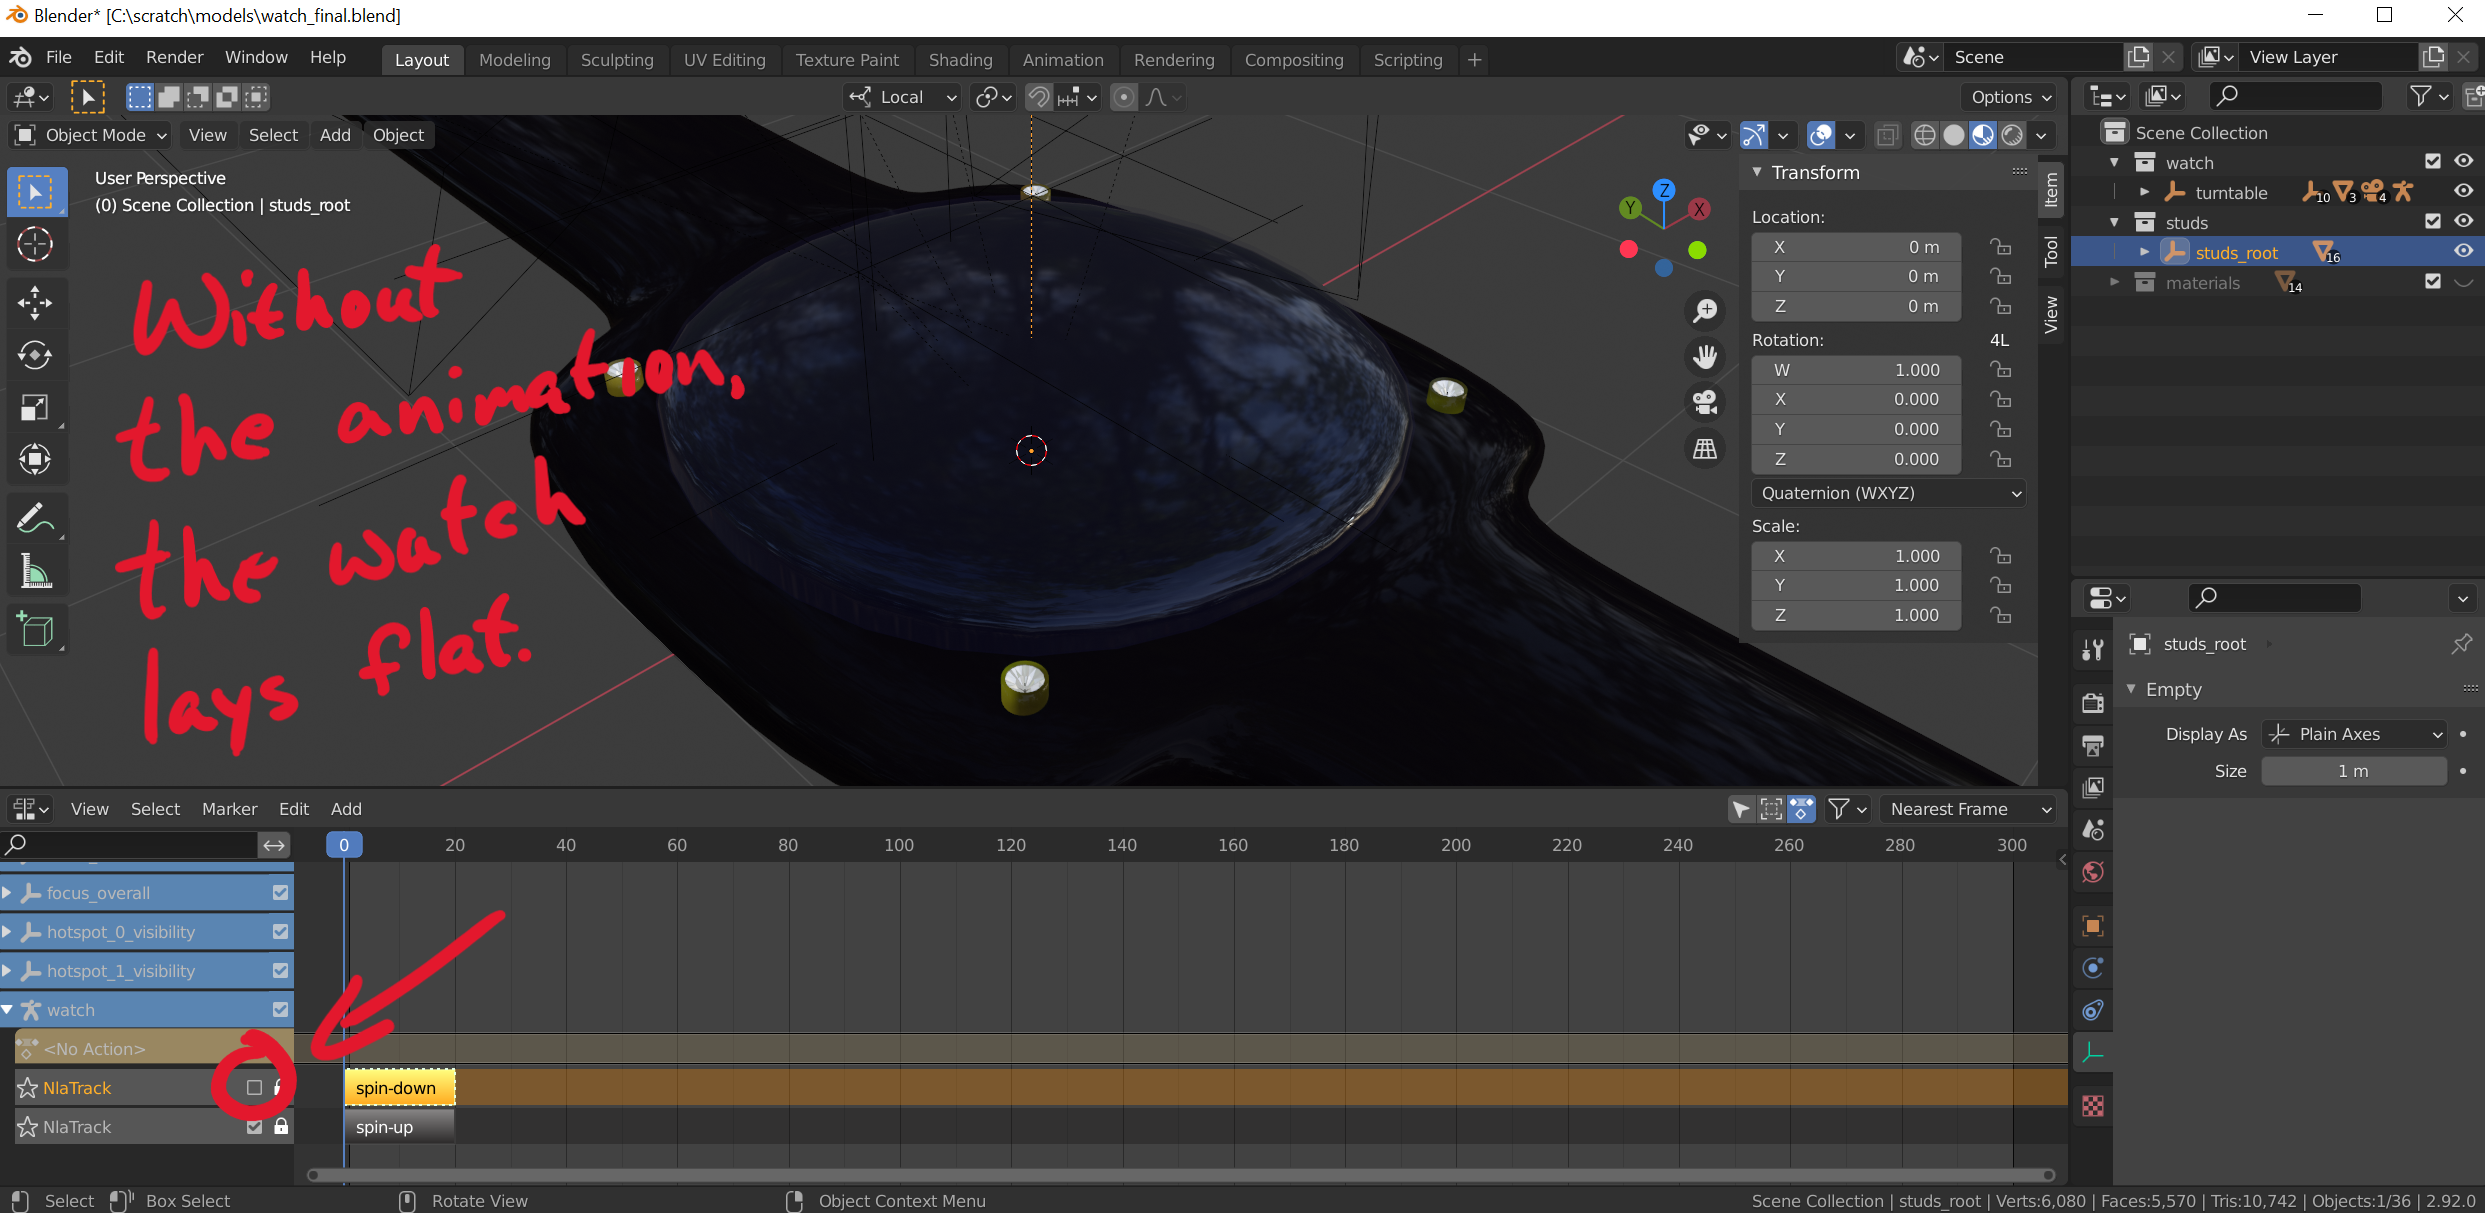 Blender* [C:\scratch\models\watch_final.blend]
File Edit Render Window Help
Layout Modeling Sculpting UV Editing Texture Paint Shading Animation Rendering Compositing Scripting +
Scene
View Layer
Local
Options
Object Mode View Select Add Object
User Perspective
(0) Scene Collection | studs_root
Without
the animation,
the watch
lays flat.
Z
Y
X
Transform
Location:
X 0 m
Y 0 m
Z 0 m
Rotation: 4L
W 1.000
X 0.000
Y 0.000
Z 0.000
Quaternion (WXYZ)
Scale:
X 1.000
Y 1.000
Z 1.000
Item
Tool
View
Scene Collection
watch
turntable 10 3 4
studs
studs_root 16
materials 14
studs_root
Empty
Display As Plain Axes
Size 1 m
View Select Marker Edit Add
Nearest Frame
0 20 40 60 80 100 120 140 160 180 200 220 240 260 280 300
focus_overall
hotspot_0_visibility
hotspot_1_visibility
watch
<No Action>
NlaTrack spin-down
NlaTrack spin-up
Select Box Select Rotate View Object Context Menu
Scene Collection | studs_root | Verts:6,080 | Faces:5,570 | Tris:10,742 | Objects:1/36 | 2.92.0